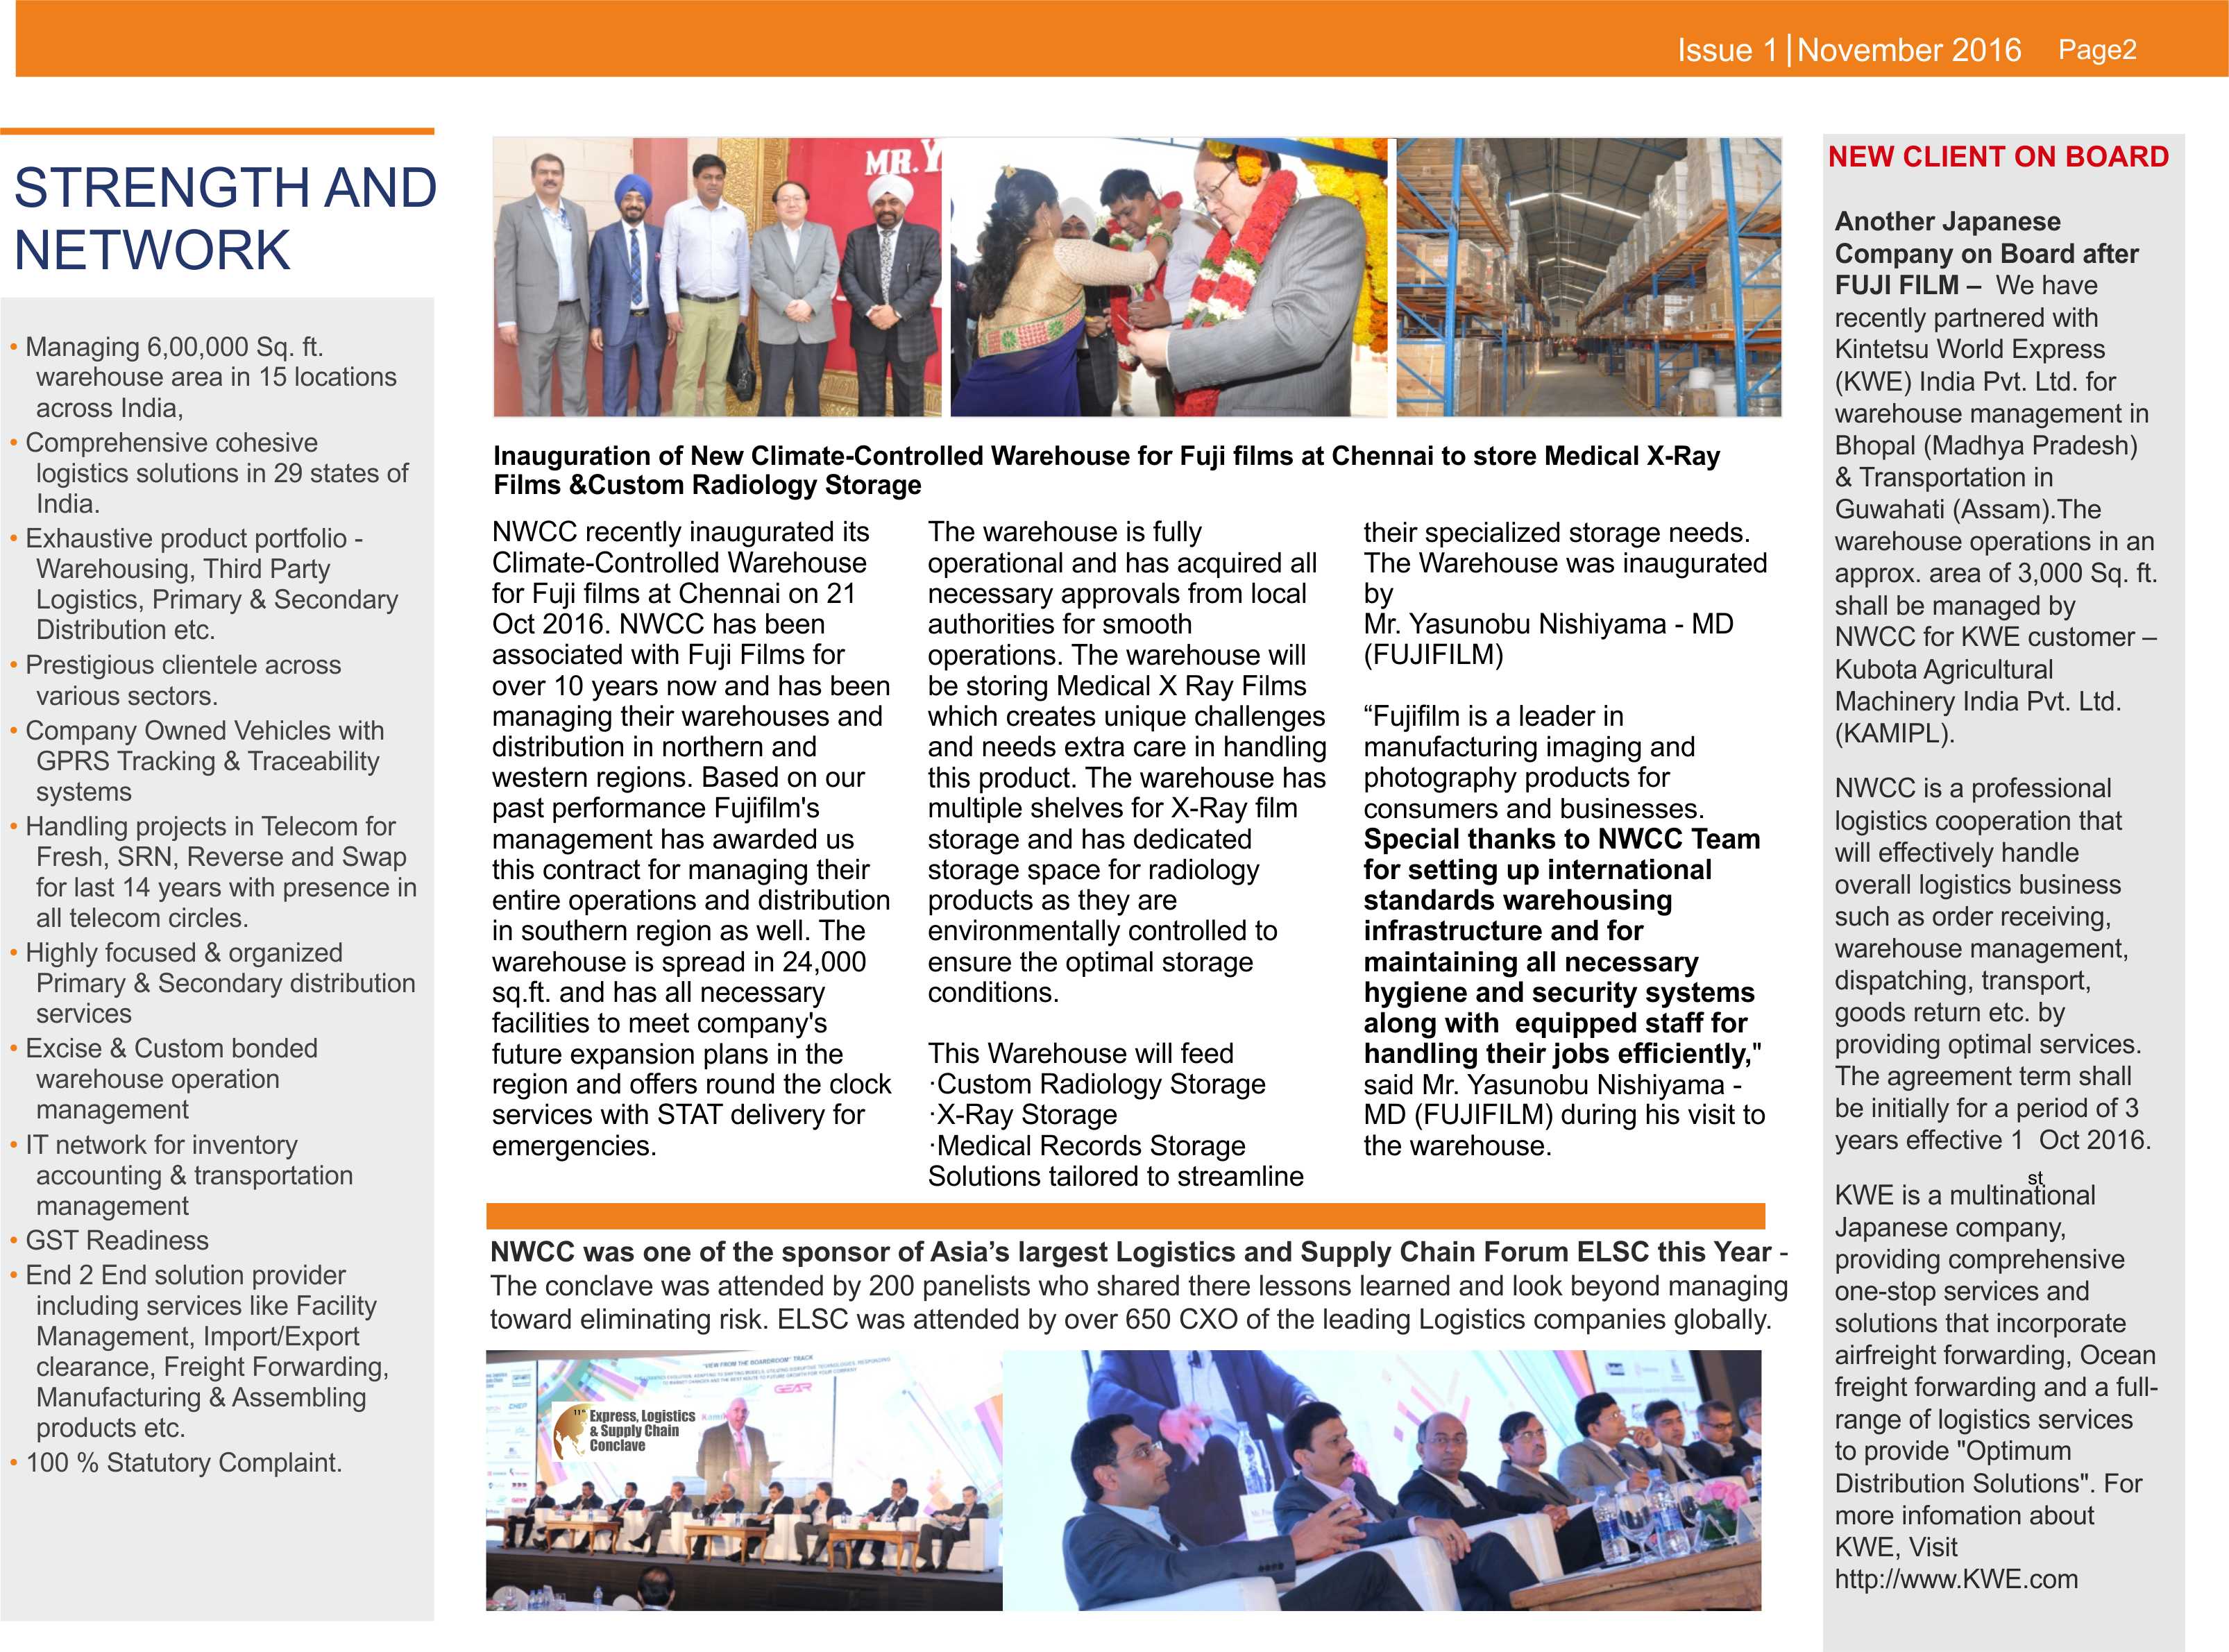 Issue 1|November 2016 Page2
STRENGTH AND
NETWORK
• Managing 6,00,000 Sq. ft.
warehouse area in 15 locations
across India,
• Comprehensive cohesive
logistics solutions in 29 states of
India.
• Exhaustive product portfolio -
Warehousing, Third Party
Logistics, Primary & Secondary
Distribution etc.
• Prestigious clientele across
various sectors.
• Company Owned Vehicles with
GPRS Tracking & Traceability
systems
• Handling projects in Telecom for
Fresh, SRN, Reverse and Swap
for last 14 years with presence in
all telecom circles.
• Highly focused & organized
Primary & Secondary distribution
services
• Excise & Custom bonded
warehouse operation
management
• IT network for inventory
accounting & transportation
management
• GST Readiness
• End 2 End solution provider
including services like Facility
Management, Import/Export
clearance, Freight Forwarding,
Manufacturing & Assembling
products etc.
• 100 % Statutory Complaint.
MR.Y
Inauguration of New Climate-Controlled Warehouse for Fuji films at Chennai to store Medical X-Ray
Films &Custom Radiology Storage
NWCC recently inaugurated its
Climate-Controlled Warehouse
for Fuji films at Chennai on 21
Oct 2016. NWCC has been
associated with Fuji Films for
over 10 years now and has been
managing their warehouses and
distribution in northern and
western regions. Based on our
past performance Fujifilm's
management has awarded us
this contract for managing their
entire operations and distribution
in southern region as well. The
warehouse is spread in 24,000
sq.ft. and has all necessary
facilities to meet company's
future expansion plans in the
region and offers round the clock
services with STAT delivery for
emergencies.
The warehouse is fully
operational and has acquired all
necessary approvals from local
authorities for smooth
operations. The warehouse will
be storing Medical X Ray Films
which creates unique challenges
and needs extra care in handling
this product. The warehouse has
multiple shelves for X-Ray film
storage and has dedicated
storage space for radiology
products as they are
environmentally controlled to
ensure the optimal storage
conditions.
This Warehouse will feed
·Custom Radiology Storage
·X-Ray Storage
·Medical Records Storage
Solutions tailored to streamline
their specialized storage needs.
The Warehouse was inaugurated
by
Mr. Yasunobu Nishiyama - MD
(FUJIFILM)
“Fujifilm is a leader in
manufacturing imaging and
photography products for
consumers and businesses.
Special thanks to NWCC Team
for setting up international
standards warehousing
infrastructure and for
maintaining all necessary
hygiene and security systems
along with equipped staff for
handling their jobs efficiently,"
said Mr. Yasunobu Nishiyama -
MD (FUJIFILM) during his visit to
the warehouse.
NWCC was one of the sponsor of Asia’s largest Logistics and Supply Chain Forum ELSC this Year -
The conclave was attended by 200 panelists who shared there lessons learned and look beyond managing
toward eliminating risk. ELSC was attended by over 650 CXO of the leading Logistics companies globally.
"VIEW FROM THE BOARDROOM" TRACK
GEAR
11th Express, Logistics
& Supply Chain
Conclave
NEW CLIENT ON BOARD
Another Japanese
Company on Board after
FUJI FILM – We have
recently partnered with
Kintetsu World Express
(KWE) India Pvt. Ltd. for
warehouse management in
Bhopal (Madhya Pradesh)
& Transportation in
Guwahati (Assam).The
warehouse operations in an
approx. area of 3,000 Sq. ft.
shall be managed by
NWCC for KWE customer –
Kubota Agricultural
Machinery India Pvt. Ltd.
(KAMIPL).
NWCC is a professional
logistics cooperation that
will effectively handle
overall logistics business
such as order receiving,
warehouse management,
dispatching, transport,
goods return etc. by
providing optimal services.
The agreement term shall
be initially for a period of 3
years effective 1 Oct 2016.
st
KWE is a multinational
Japanese company,
providing comprehensive
one-stop services and
solutions that incorporate
airfreight forwarding, Ocean
freight forwarding and a full-
range of logistics services
to provide "Optimum
Distribution Solutions". For
more infomation about
KWE, Visit
http://www.KWE.com